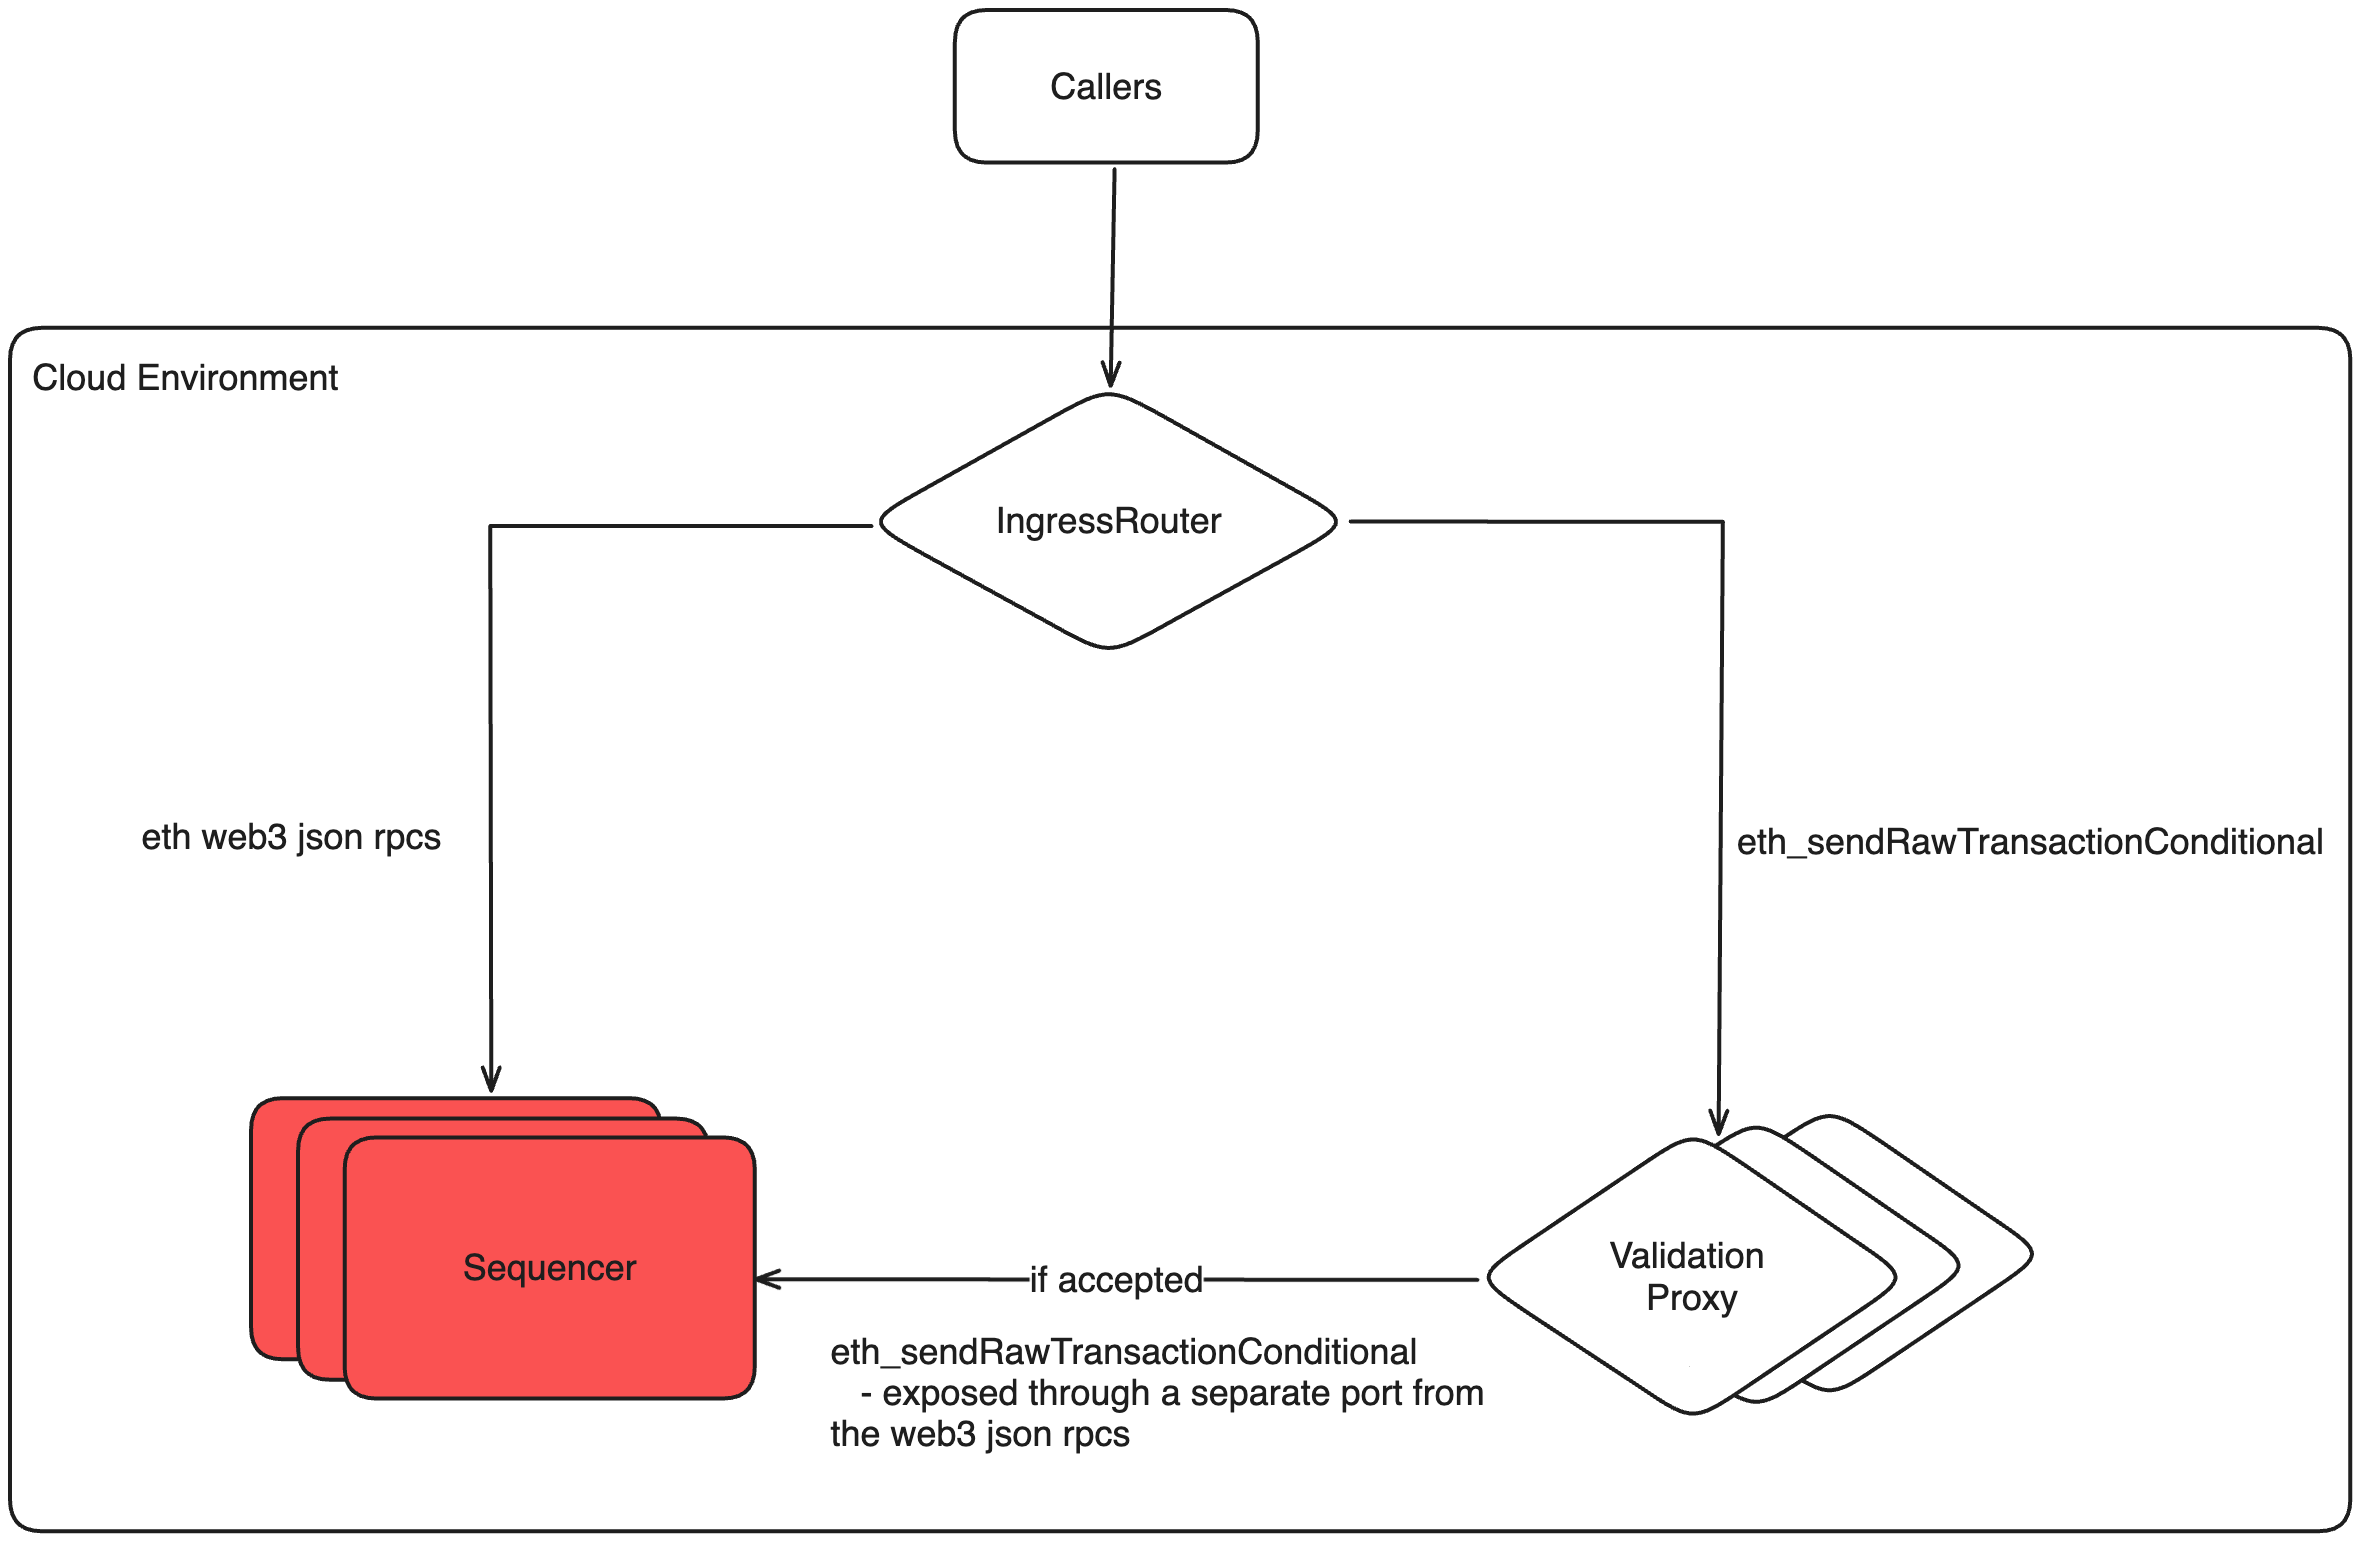 Callers
Cloud Environment
IngressRouter
eth web3 json rpcs
eth_sendRawTransactionConditional
Sequencer
if accepted
Validation
Proxy
eth_sendRawTransactionConditional
- exposed through a separate port from
the web3 json rpcs